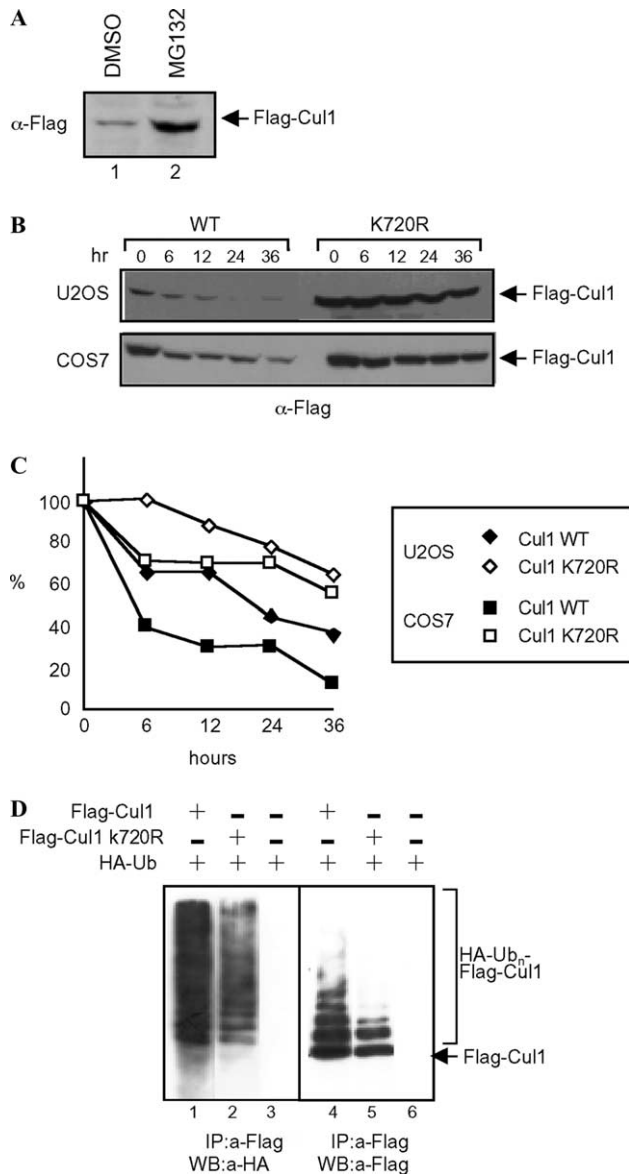 A
DMSO
MG132
α-Flag
Flag-Cul1
1 2
B
WT K720R
hr 0 6 12 24 36 0 6 12 24 36
U2OS Flag-Cul1
COS7 Flag-Cul1
α-Flag
C
100
80
60
%
40
20
0
0 6 12 24 36
hours
U2OS
Cul1 WT
Cul1 K720R
COS7
Cul1 WT
Cul1 K720R
D
Flag-Cul1 + - - + - -
Flag-Cul1 k720R - + - - + -
HA-Ub + + + + + +
HA-Ubn-
Flag-Cul1
Flag-Cul1
1 2 3 4 5 6
IP:a-Flag IP:a-Flag
WB:a-HA WB:a-Flag